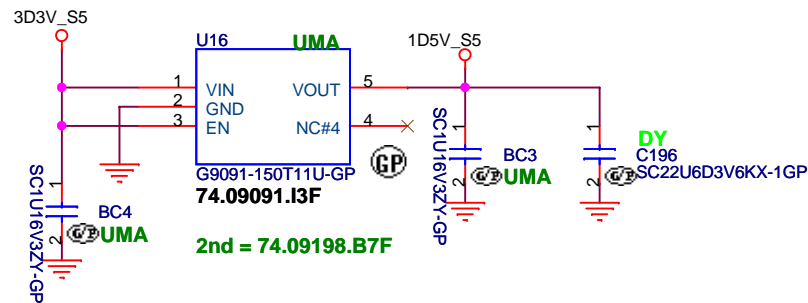 3D3V_S5
U16
UMA
1D5V_S5
1
VIN
VOUT
5
2
GND
3
EN
NC#4
4
G9091-150T11U-GP
GP
74.09091.I3F
2nd = 74.09198.B7F
SC1U16V3ZY-GP
1
2
BC4
G/P
UMA
SC1U16V3ZY-GP
1
2
BC3
G/P
UMA
1
2
DY
C196
G/P
SC22U6D3V6KX-1GP